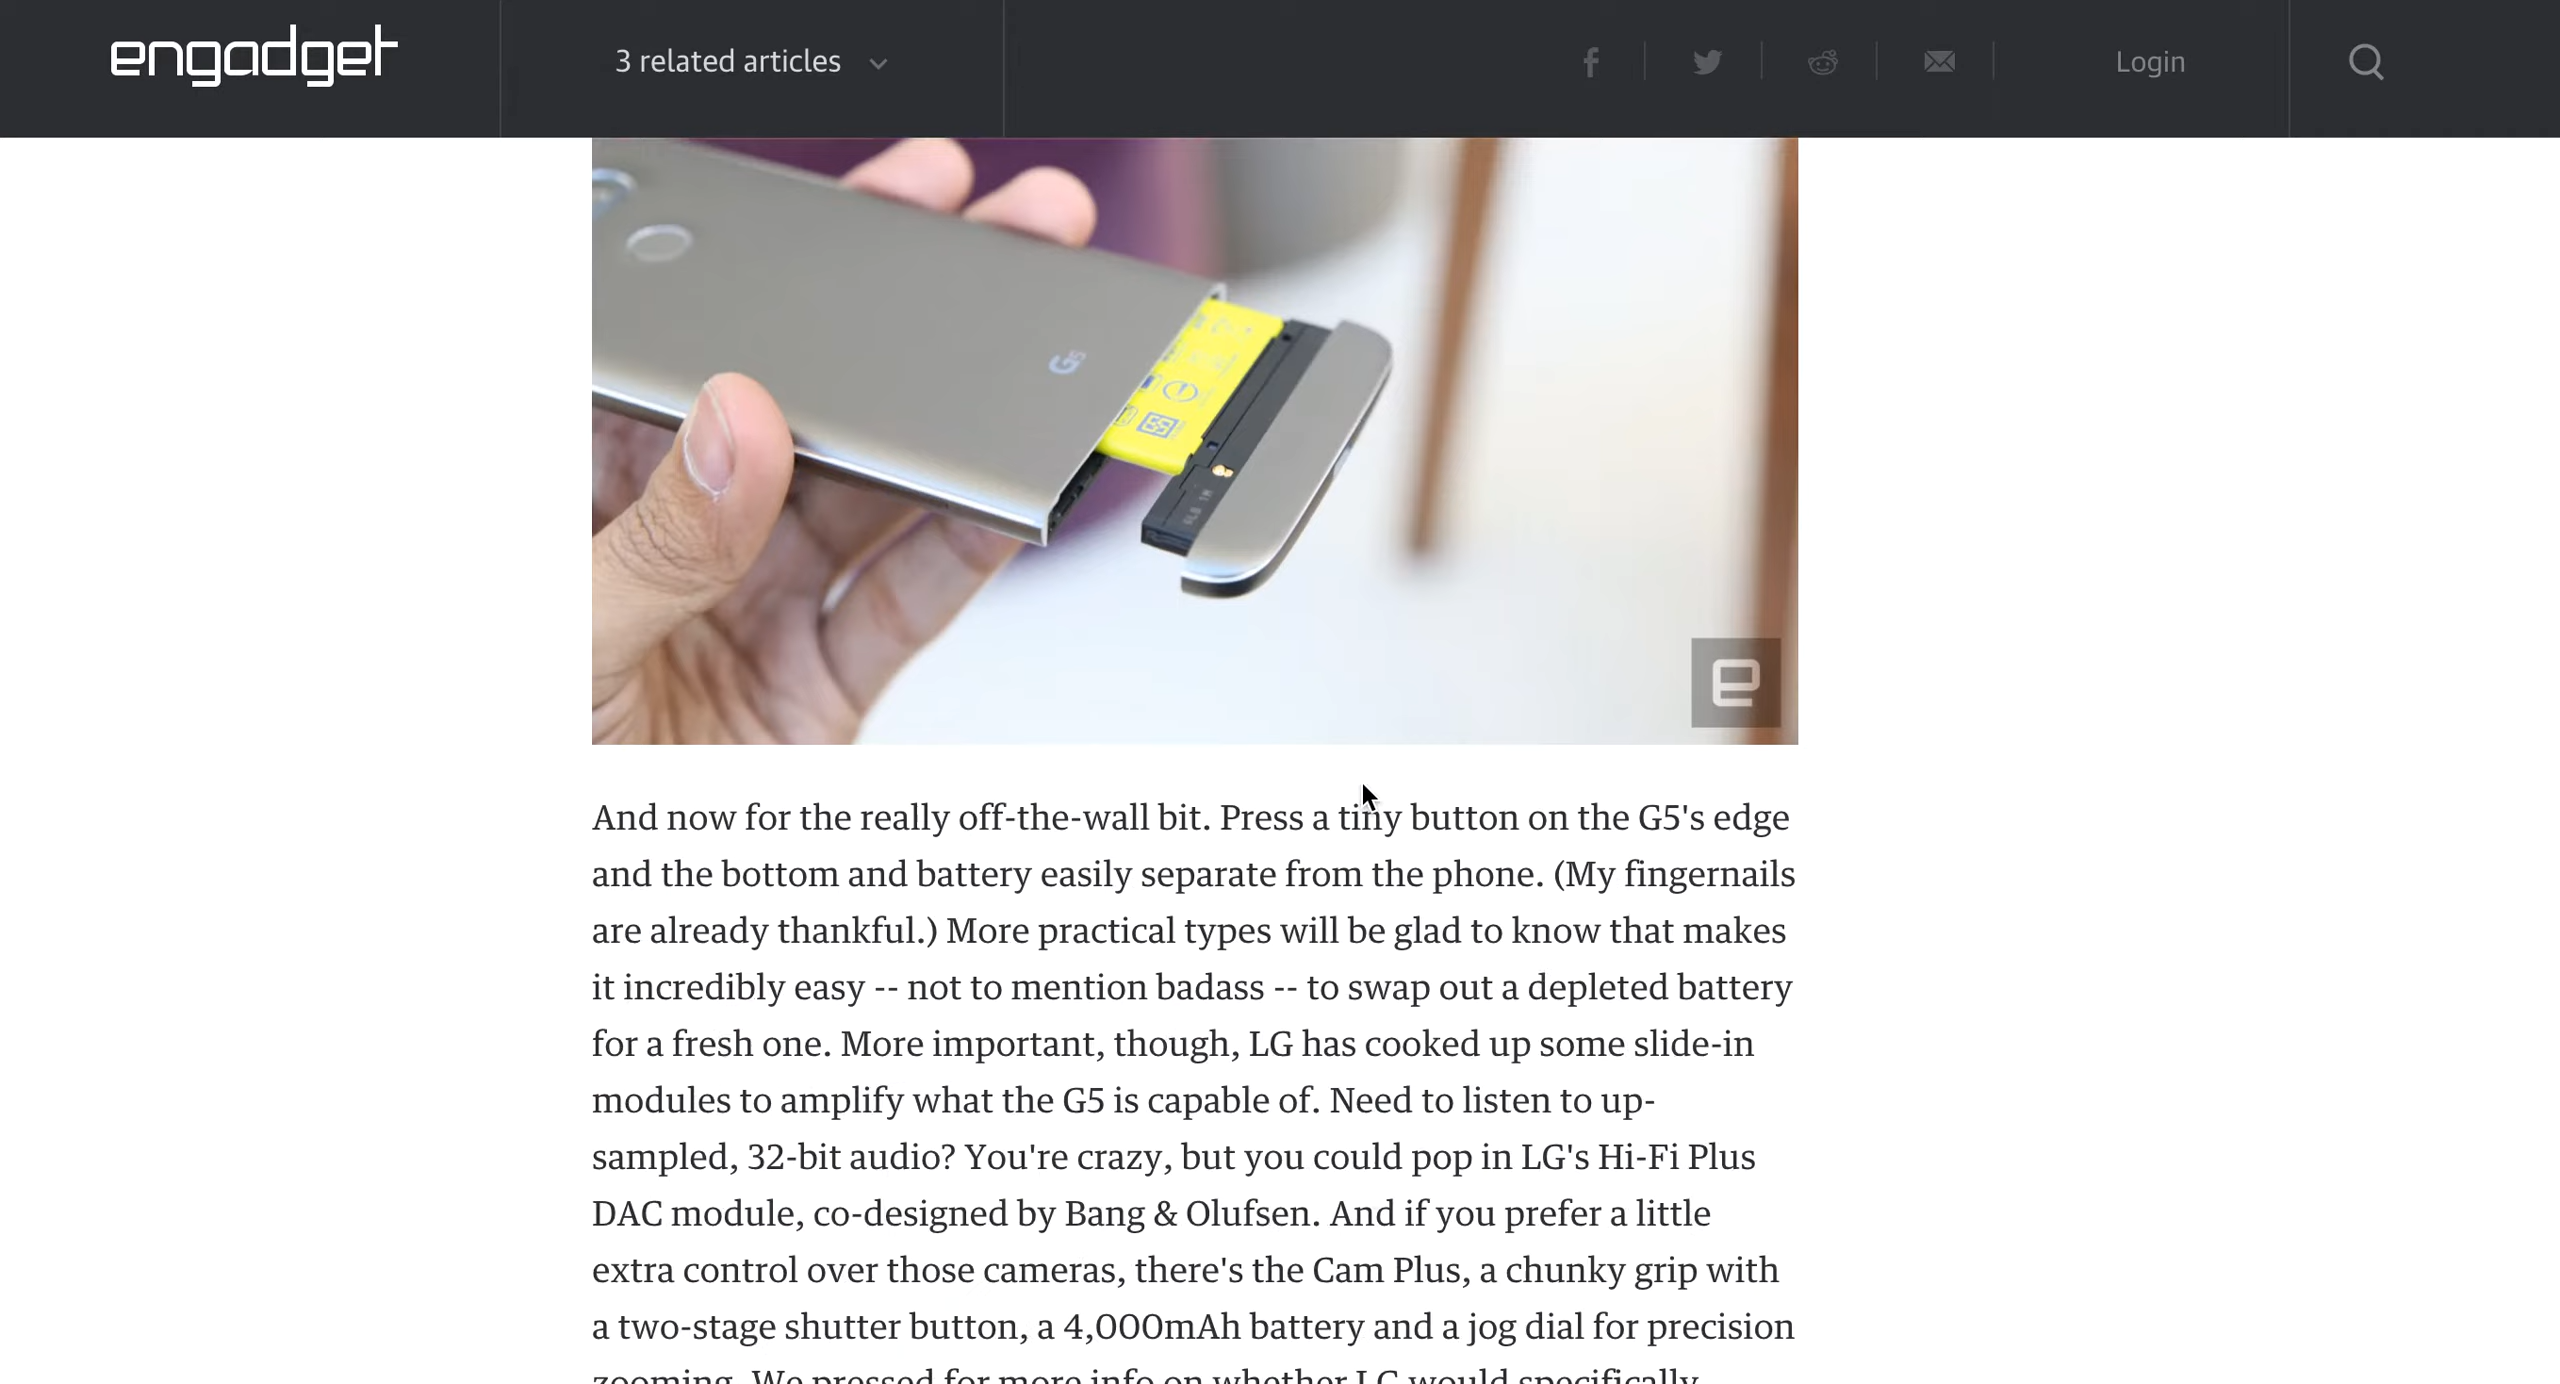 engadget
3 related articles
Login
G5
And now for the really off-the-wall bit. Press a tiny button on the G5's edge
and the bottom and battery easily separate from the phone. (My fingernails
are already thankful.) More practical types will be glad to know that makes
it incredibly easy -- not to mention badass -- to swap out a depleted battery
for a fresh one. More important, though, LG has cooked up some slide-in
modules to amplify what the G5 is capable of. Need to listen to up-
sampled, 32-bit audio? You're crazy, but you could pop in LG's Hi-Fi Plus
DAC module, co-designed by Bang & Olufsen. And if you prefer a little
extra control over those cameras, there's the Cam Plus, a chunky grip with
a two-stage shutter button, a 4,000mAh battery and a jog dial for precision
zooming. We pressed for more info on whether LG would specifically